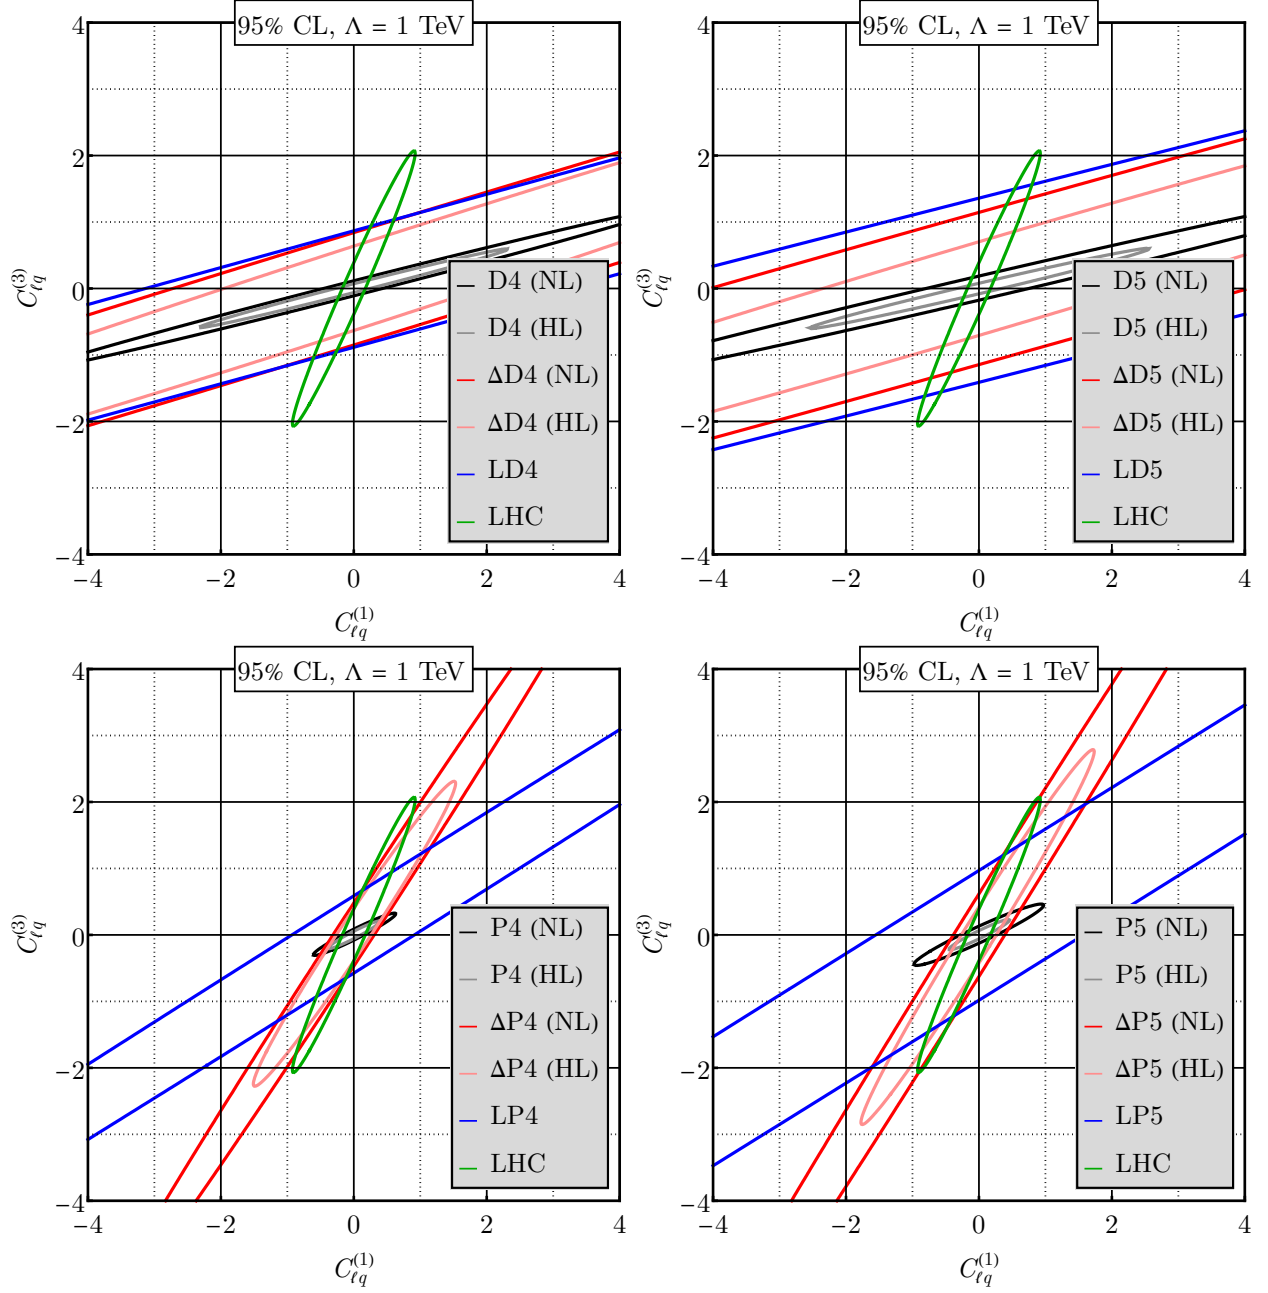 95% CL, Λ = 1 TeV
4
2
0
−2
−4
C_{ℓq}^{(3)}
D4 (NL)
D4 (HL)
ΔD4 (NL)
ΔD4 (HL)
LD4
LHC
−4 −2 0 2 4
C_{ℓq}^{(1)}
95% CL, Λ = 1 TeV
4
2
0
−2
−4
C_{ℓq}^{(3)}
D5 (NL)
D5 (HL)
ΔD5 (NL)
ΔD5 (HL)
LD5
LHC
−4 −2 0 2 4
C_{ℓq}^{(1)}
95% CL, Λ = 1 TeV
4
2
0
−2
−4
C_{ℓq}^{(3)}
P4 (NL)
P4 (HL)
ΔP4 (NL)
ΔP4 (HL)
LP4
LHC
−4 −2 0 2 4
C_{ℓq}^{(1)}
95% CL, Λ = 1 TeV
4
2
0
−2
−4
C_{ℓq}^{(3)}
P5 (NL)
P5 (HL)
ΔP5 (NL)
ΔP5 (HL)
LP5
LHC
−4 −2 0 2 4
C_{ℓq}^{(1)}